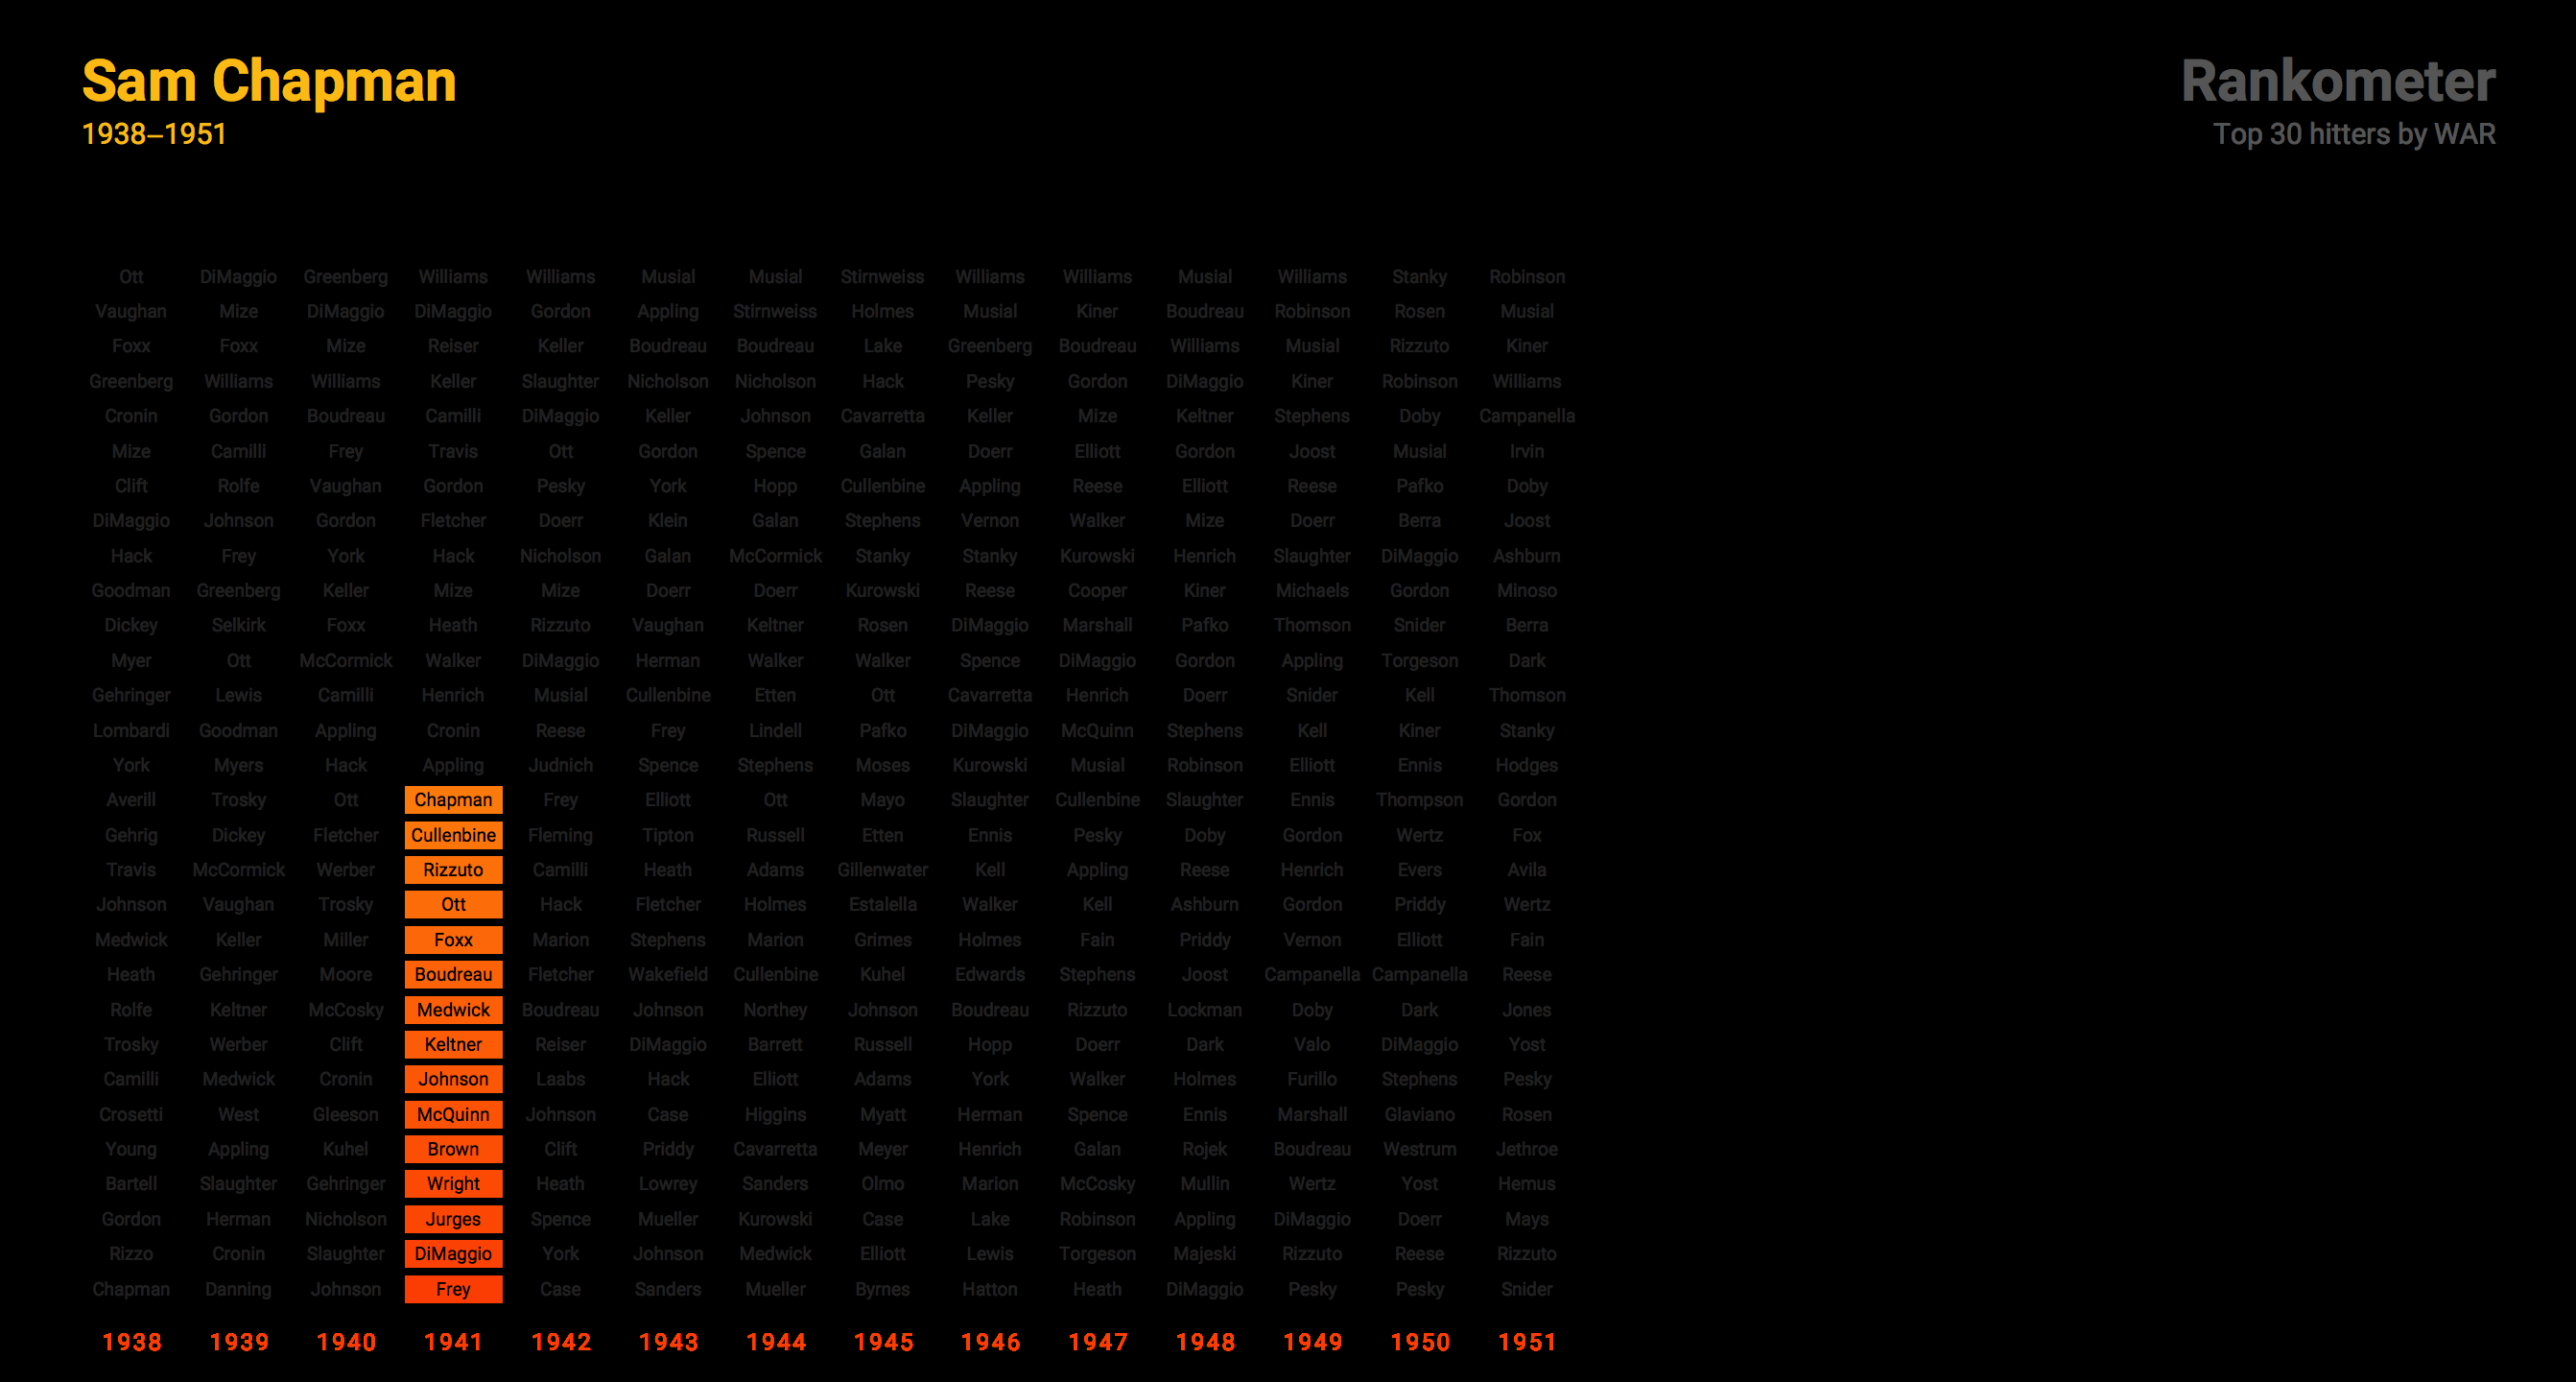 Sam Chapman
1938–1951
Rankometer
Top 30 hitters by WAR
Ott DiMaggio Greenberg Williams Williams Musial Musial Stirnweiss Williams Williams Musial Williams Stanky Robinson
Vaughan Mize DiMaggio DiMaggio Gordon Appling Stirnweiss Holmes Musial Kiner Boudreau Robinson Rosen Musial
Foxx Foxx Mize Reiser Keller Boudreau Boudreau Lake Greenberg Boudreau Williams Musial Rizzuto Kiner
Greenberg Williams Williams Keller Slaughter Nicholson Nicholson Hack Pesky Gordon DiMaggio Kiner Robinson Williams
Cronin Gordon Boudreau Camilli DiMaggio Keller Johnson Cavarretta Keller Mize Keltner Stephens Doby Campanella
Mize Camilli Frey Travis Ott Gordon Spence Galan Doerr Elliott Gordon Joost Musial Irvin
Clift Rolfe Vaughan Gordon Pesky York Hopp Cullenbine Appling Reese Elliott Reese Pafko Doby
DiMaggio Johnson Gordon Fletcher Doerr Klein Galan Stephens Vernon Walker Mize Doerr Berra Joost
Hack Frey York Hack Nicholson Galan McCormick Stanky Stanky Kurowski Henrich Slaughter DiMaggio Ashburn
Goodman Greenberg Keller Mize Mize Doerr Doerr Kurowski Reese Cooper Kiner Michaels Gordon Minoso
Dickey Selkirk Foxx Heath Rizzuto Vaughan Keltner Rosen DiMaggio Marshall Pafko Thomson Snider Berra
Myer Ott McCormick Walker DiMaggio Herman Walker Walker Spence DiMaggio Gordon Appling Torgeson Dark
Gehringer Lewis Camilli Henrich Musial Cullenbine Etten Ott Cavarretta Henrich Doerr Snider Kell Thomson
Lombardi Goodman Appling Cronin Reese Frey Lindell Pafko DiMaggio McQuinn Stephens Kell Kiner Stanky
York Myers Hack Appling Judnich Spence Stephens Moses Kurowski Musial Robinson Elliott Ennis Hodges
Averill Trosky Ott Chapman Frey Elliott Ott Mayo Slaughter Cullenbine Slaughter Ennis Thompson Gordon
Gehrig Dickey Fletcher Cullenbine Fleming Tipton Russell Etten Ennis Pesky Doby Gordon Wertz Fox
Travis McCormick Werber Rizzuto Camilli Heath Adams Gillenwater Kell Appling Reese Henrich Evers Avila
Johnson Vaughan Trosky Ott Hack Fletcher Holmes Estalella Walker Kell Ashburn Gordon Priddy Wertz
Medwick Keller Miller Foxx Marion Stephens Marion Grimes Holmes Fain Priddy Vernon Elliott Fain
Heath Gehringer Moore Boudreau Fletcher Wakefield Cullenbine Kuhel Edwards Stephens Joost Campanella Campanella Reese
Rolfe Keltner McCosky Medwick Boudreau Johnson Northey Johnson Boudreau Rizzuto Lockman Doby Dark Jones
Trosky Werber Clift Keltner Reiser DiMaggio Barrett Russell Hopp Doerr Dark Valo DiMaggio Yost
Camilli Medwick Cronin Johnson Laabs Hack Elliott Adams York Walker Holmes Furillo Stephens Pesky
Crosetti West Gleeson McQuinn Johnson Case Higgins Myatt Herman Spence Ennis Marshall Glaviano Rosen
Young Appling Kuhel Brown Clift Priddy Cavarretta Meyer Henrich Galan Rojek Boudreau Westrum Jethroe
Bartell Slaughter Gehringer Wright Heath Lowrey Sanders Olmo Marion McCosky Mullin Wertz Yost Hemus
Gordon Herman Nicholson Jurges Spence Mueller Kurowski Case Lake Robinson Appling DiMaggio Doerr Mays
Rizzo Cronin Slaughter DiMaggio York Johnson Medwick Elliott Lewis Torgeson Majeski Rizzuto Reese Rizzuto
Chapman Danning Johnson Frey Case Sanders Mueller Byrnes Hatton Heath DiMaggio Pesky Pesky Snider
1938 1939 1940 1941 1942 1943 1944 1945 1946 1947 1948 1949 1950 1951